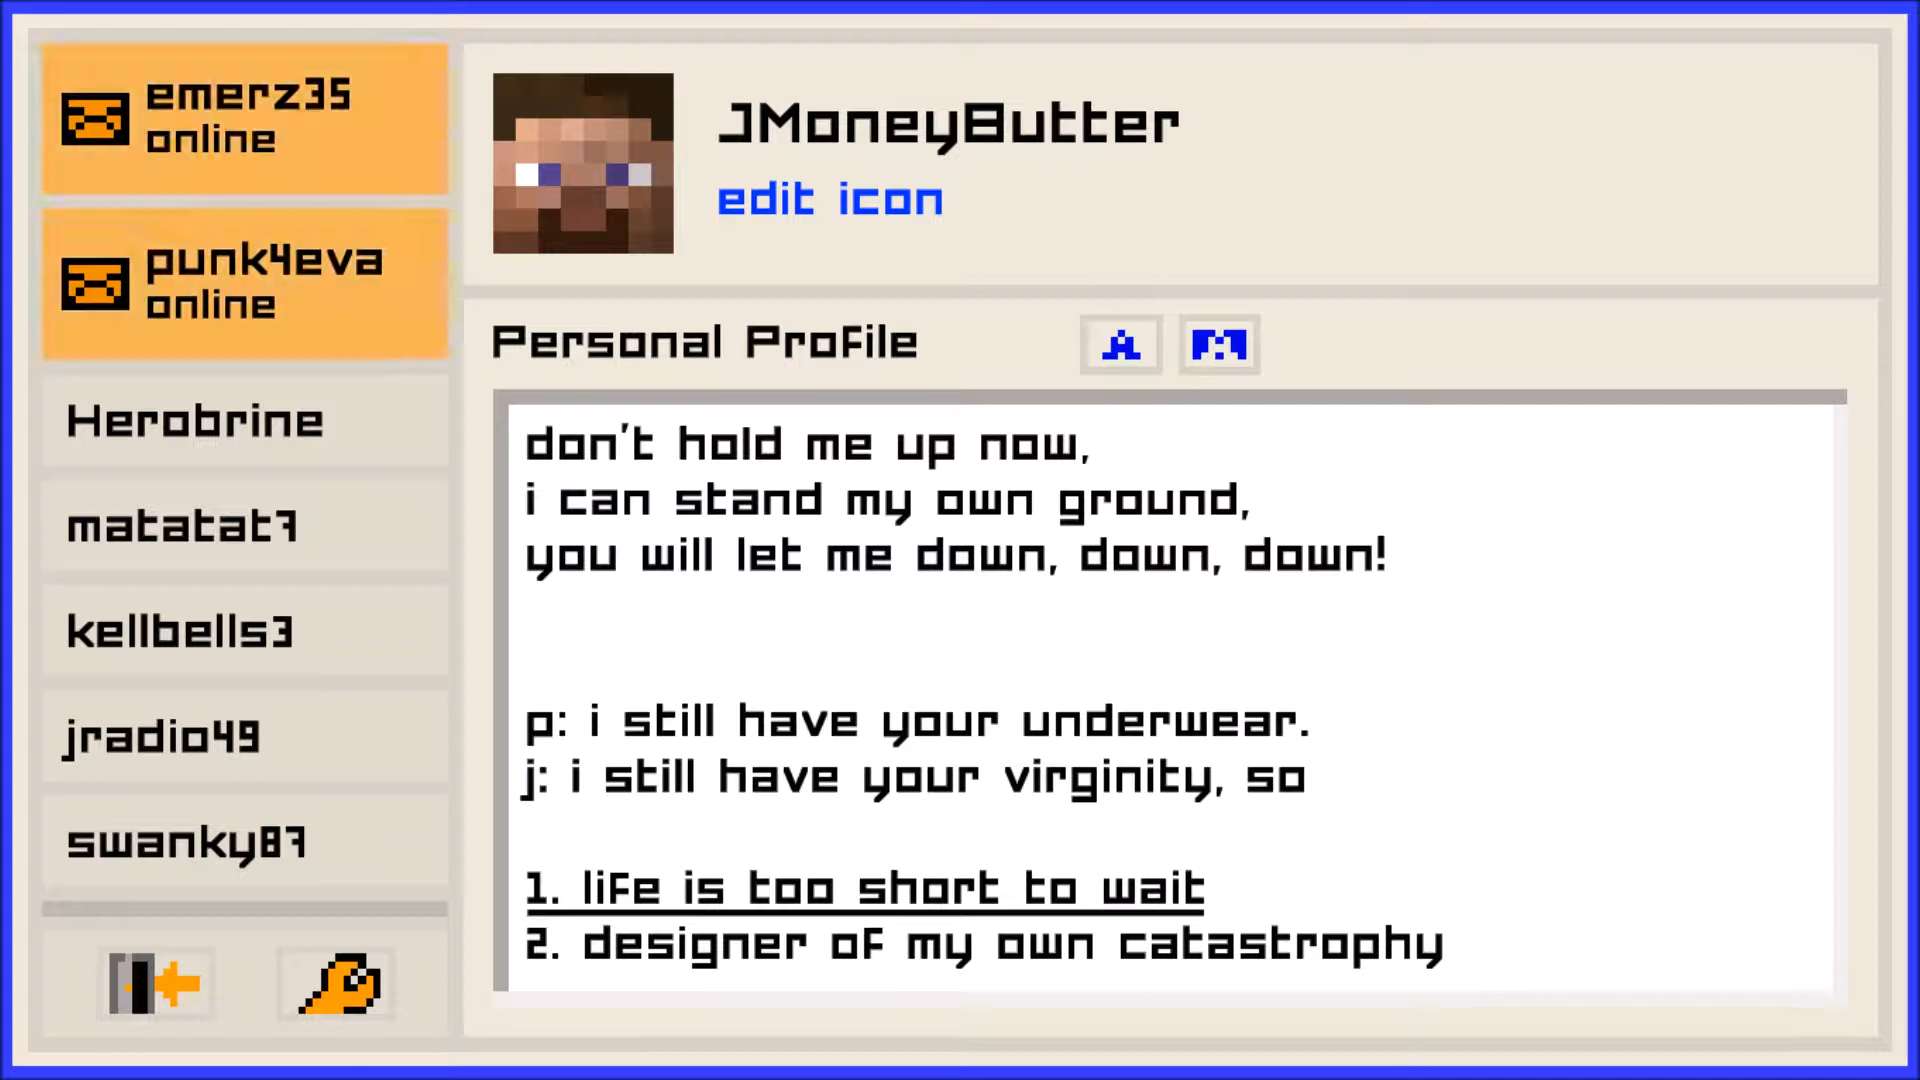 emerz35
online
punk4eva
online
Herobrine
matatat7
kellbells3
jradio49
swanky87
JMoneyButter
edit icon
Personal Profile
A
don't hold me up now,
i can stand my own ground,
you will let me down, down, down!
p: i still have your underwear.
j: i still have your virginity, so
1. life is too short to wait
2. designer of my own catastrophy